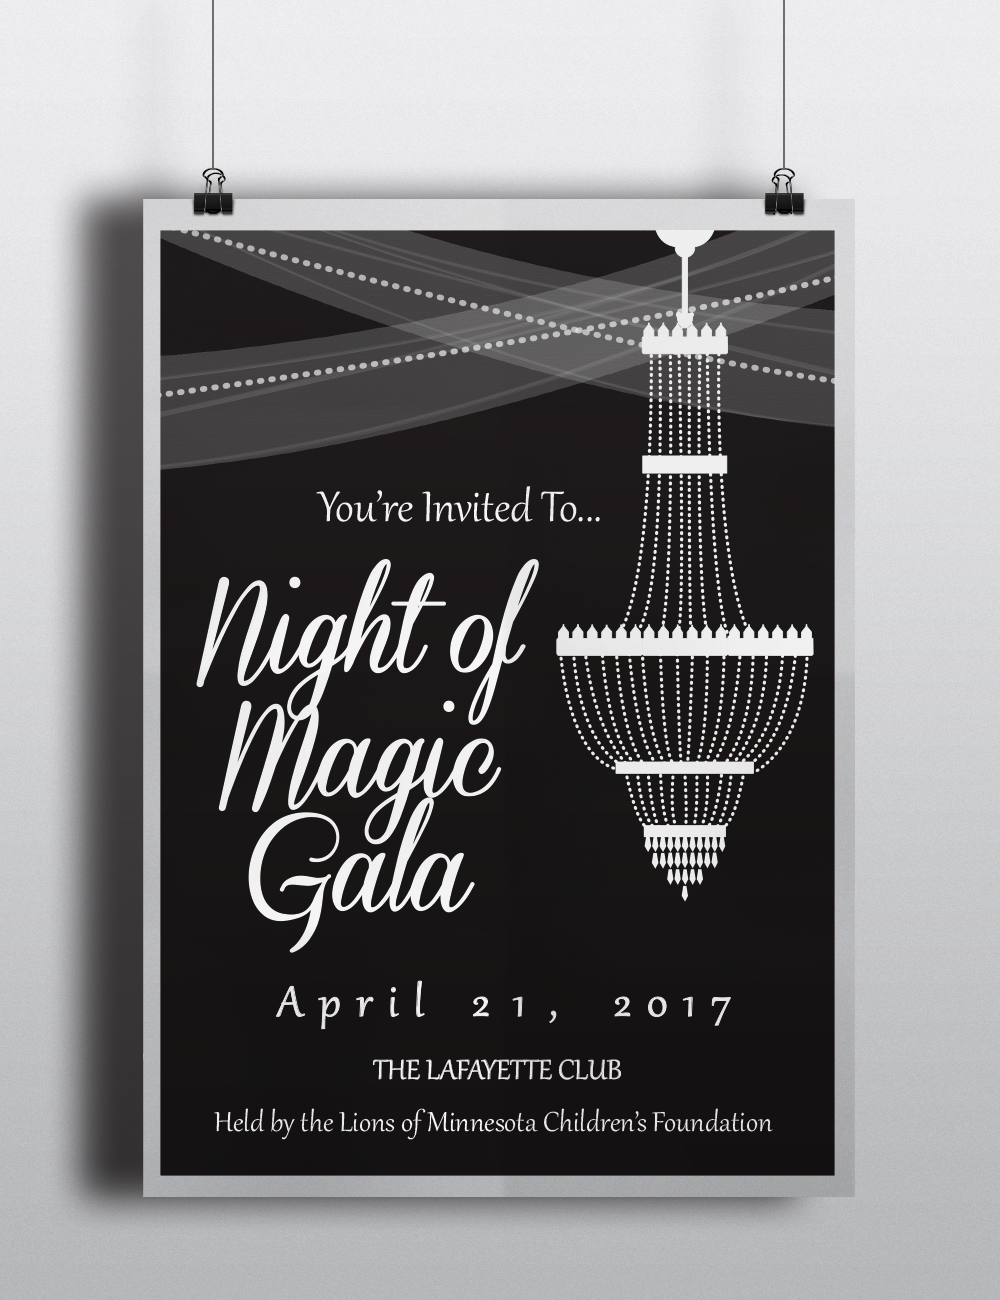 You're Invited To...
Night of
Magic
Gala
April 21, 2017
THE LAFAYETTE CLUB
Held by the Lions of Minnesota Children's Foundation